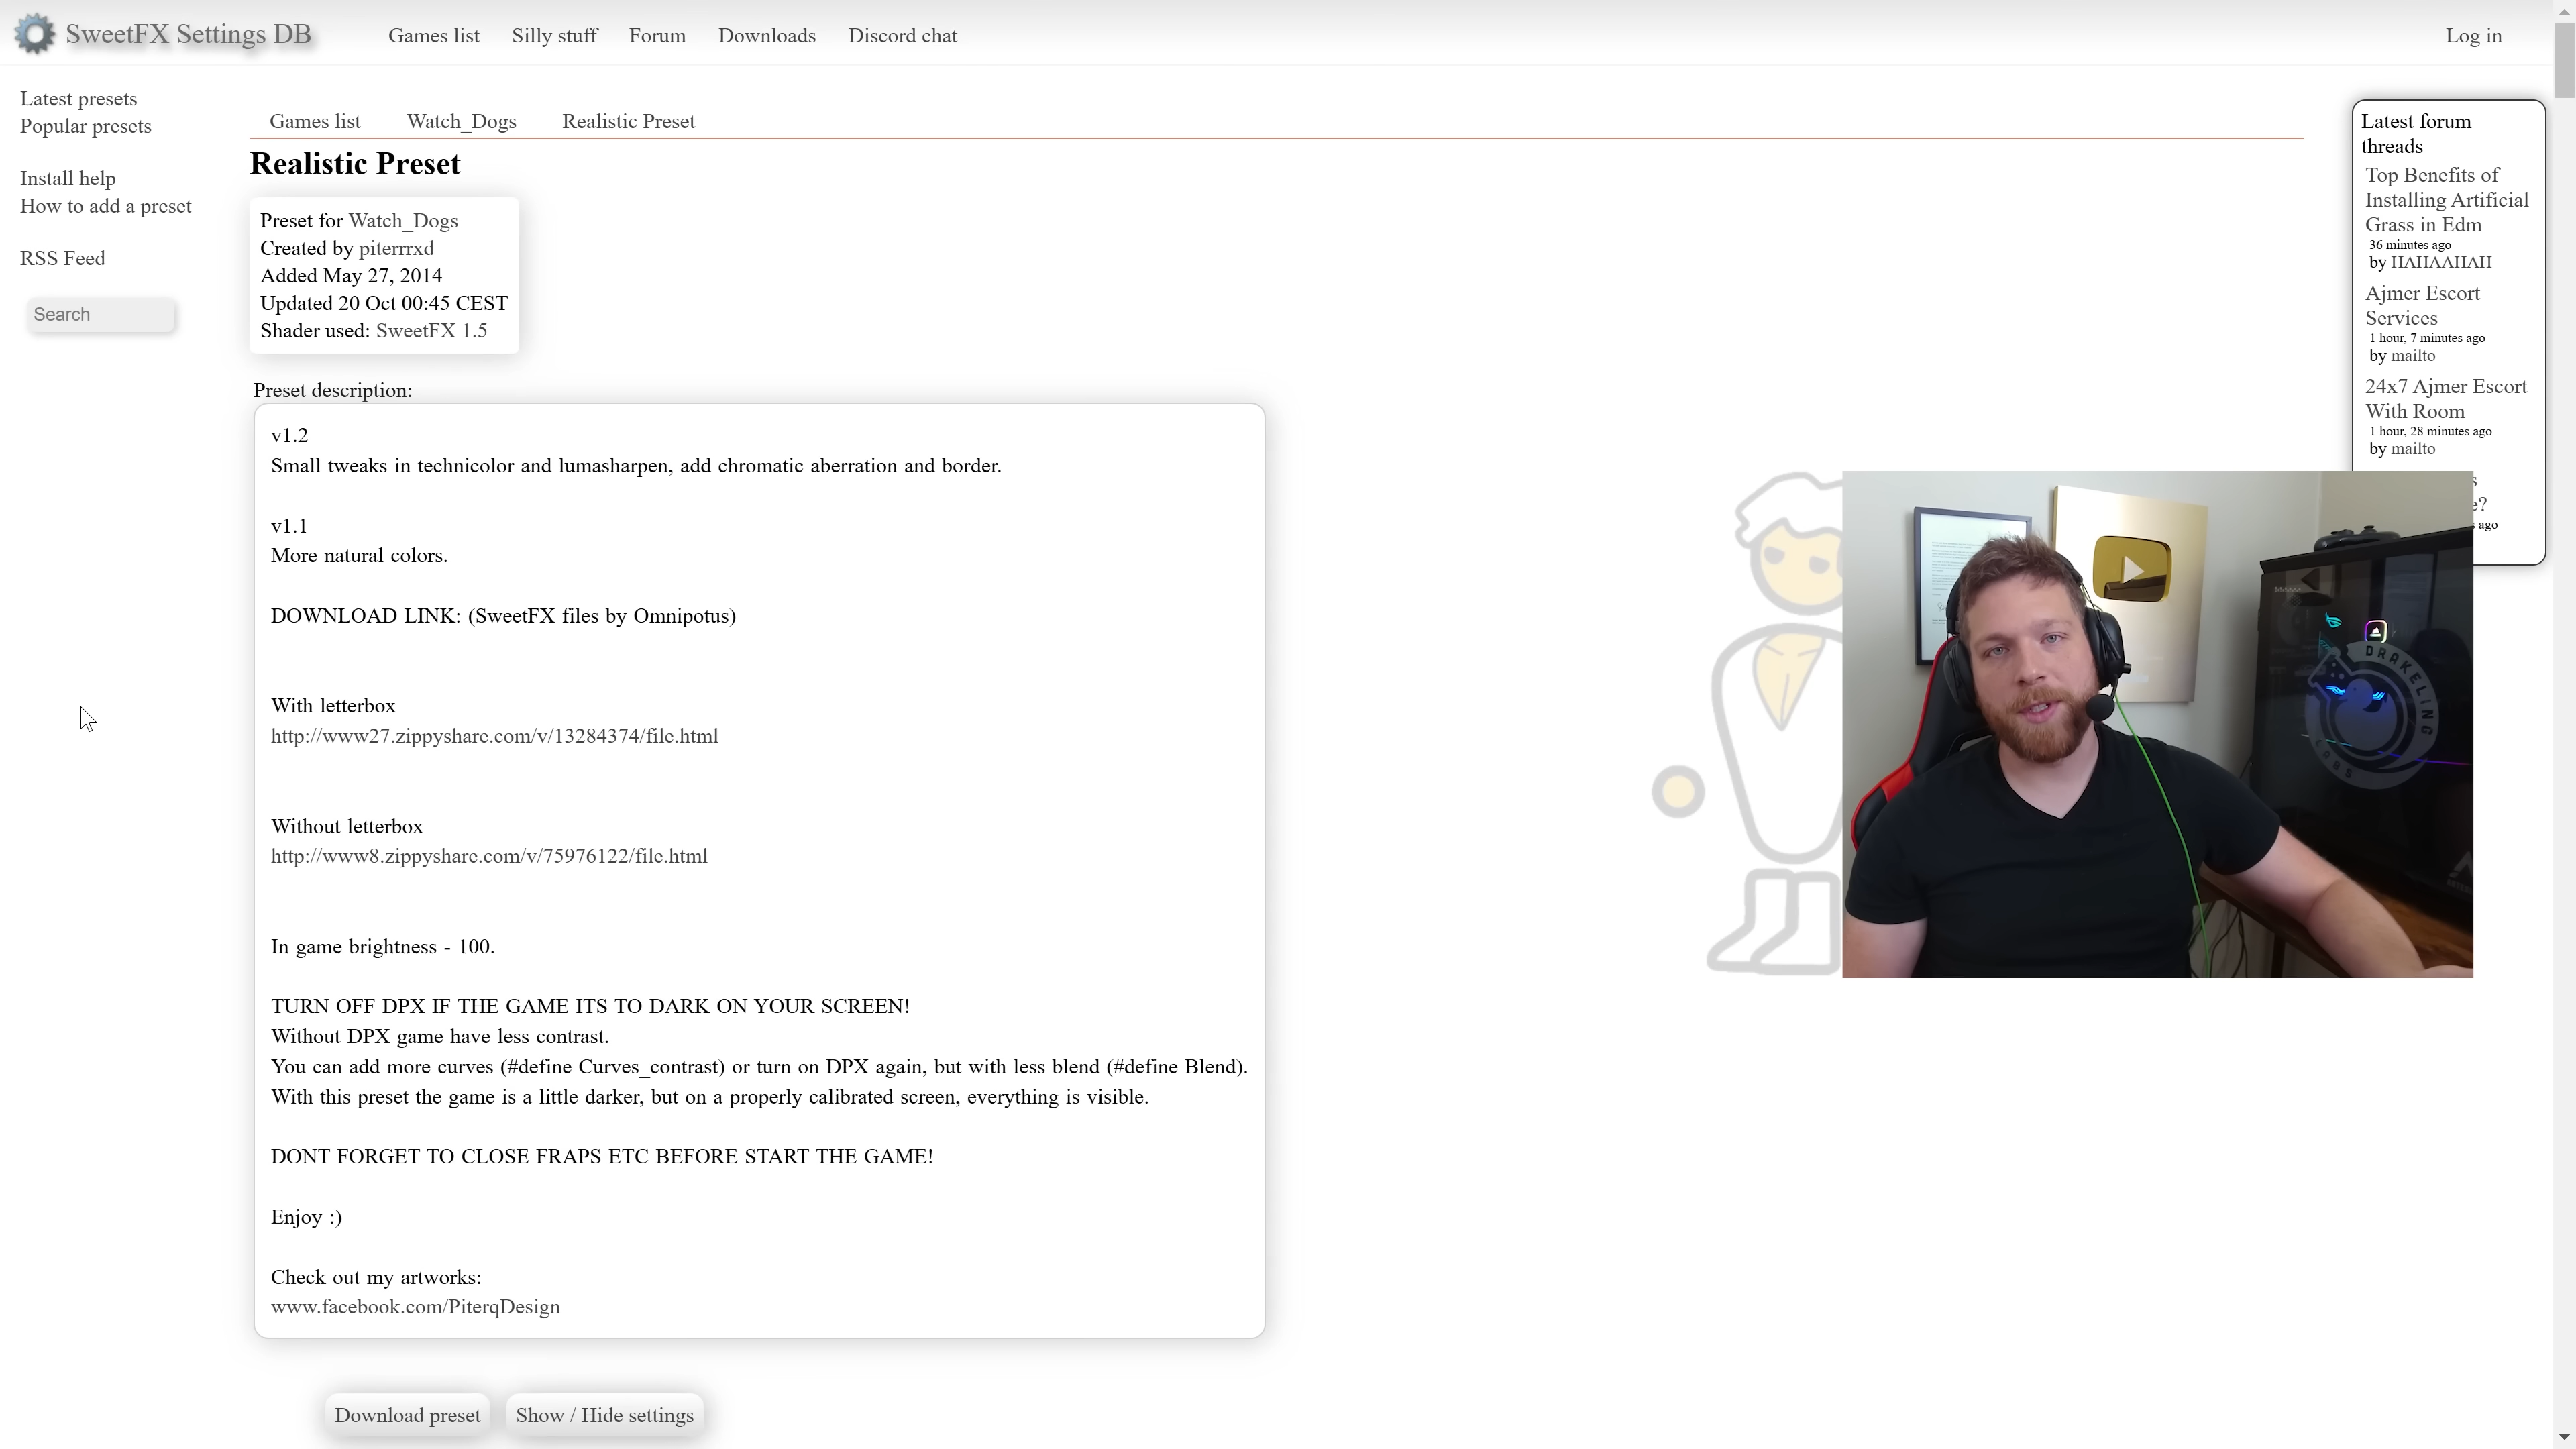 SweetFX Settings DB
Games list
Silly stuff
Forum
Downloads
Discord chat
Log in
Latest presets
Popular presets
Install help
How to add a preset
RSS Feed
Search
Games list
Watch_Dogs
Realistic Preset
Realistic Preset
Preset for Watch_Dogs
Created by piterrrxd
Added May 27, 2014
Updated 20 Oct 00:45 CEST
Shader used: SweetFX 1.5
Preset description:
v1.2
Small tweaks in technicolor and lumasharpen, add chromatic aberration and border.
v1.1
More natural colors.
DOWNLOAD LINK: (SweetFX files by Omnipotus)
With letterbox
http://www27.zippyshare.com/v/13284374/file.html
Without letterbox
http://www8.zippyshare.com/v/75976122/file.html
In game brightness - 100.
TURN OFF DPX IF THE GAME ITS TO DARK ON YOUR SCREEN!
Without DPX game have less contrast.
You can add more curves (#define Curves_contrast) or turn on DPX again, but with less blend (#define Blend).
With this preset the game is a little darker, but on a properly calibrated screen, everything is visible.
DONT FORGET TO CLOSE FRAPS ETC BEFORE START THE GAME!
Enjoy :)
Check out my artworks:
www.facebook.com/PiterqDesign
Download preset
Show / Hide settings
Latest forum
threads
Top Benefits of
Installing Artificial
Grass in Edm
36 minutes ago
by HAHAAHAH
Ajmer Escort
Services
1 hour, 7 minutes ago
by mailto
24x7 Ajmer Escort
With Room
1 hour, 28 minutes ago
by mailto
ago
DRAKELING
LABS